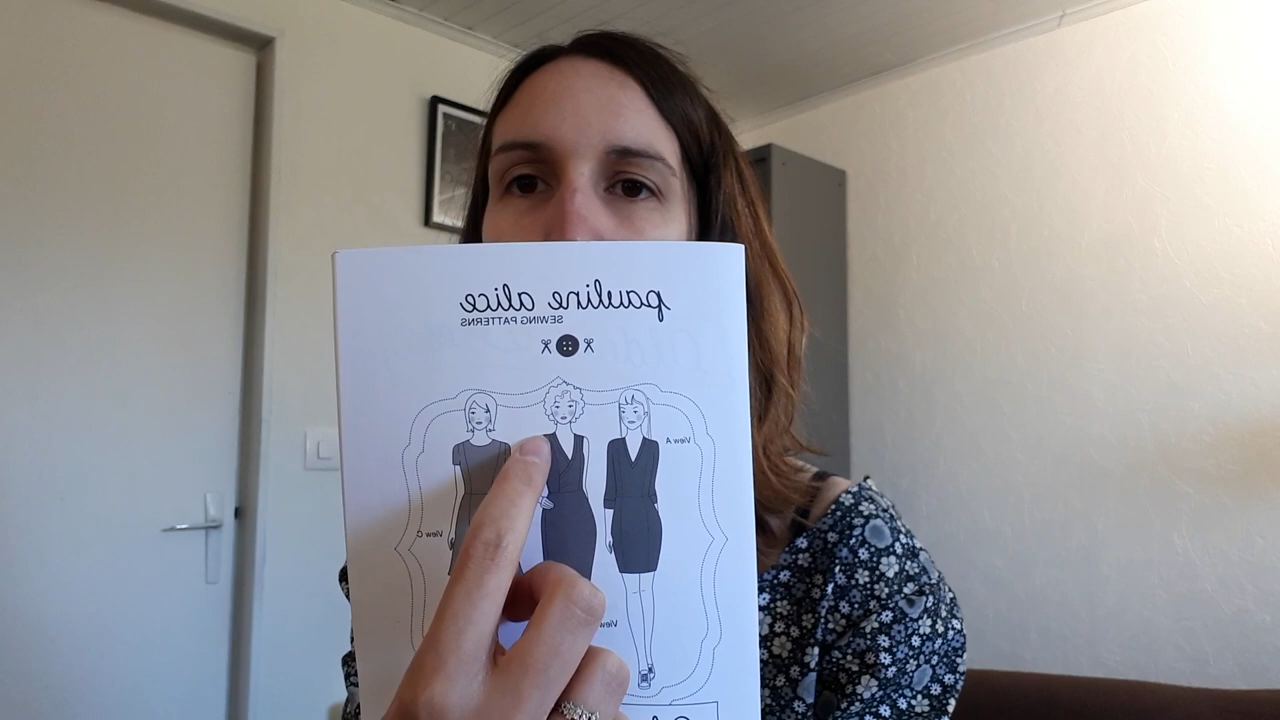 pauline alice
SEWING PATTERNS
View A
View C
View